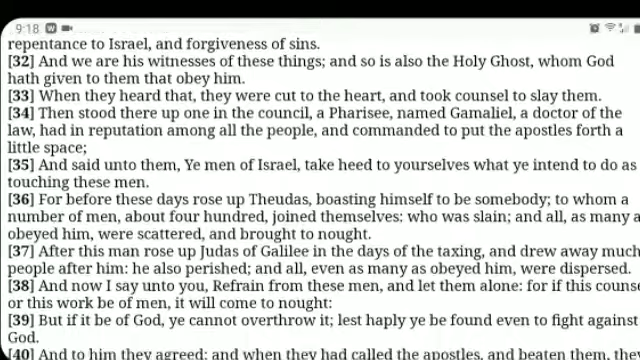 9:18
repentance to Israel, and forgiveness of sins.
[32] And we are his witnesses of these things; and so is also the Holy Ghost, whom God
hath given to them that obey him.
[33] When they heard that, they were cut to the heart, and took counsel to slay them.
[34] Then stood there up one in the council, a Pharisee, named Gamaliel, a doctor of the
law, had in reputation among all the people, and commanded to put the apostles forth a
little space;
[35] And said unto them, Ye men of Israel, take heed to yourselves what ye intend to do as
touching these men.
[36] For before these days rose up Theudas, boasting himself to be somebody; to whom a
number of men, about four hundred, joined themselves: who was slain; and all, as many a
obeyed him, were scattered, and brought to nought.
[37] After this man rose up Judas of Galilee in the days of the taxing, and drew away much
people after him: he also perished; and all, even as many as obeyed him, were dispersed.
[38] And now I say unto you, Refrain from these men, and let them alone: for if this counse
or this work be of men, it will come to nought:
[39] But if it be of God, ye cannot overthrow it; lest haply ye be found even to fight against
God.
[40] And to him they agreed: and when they had called the apostles, and beaten them, they